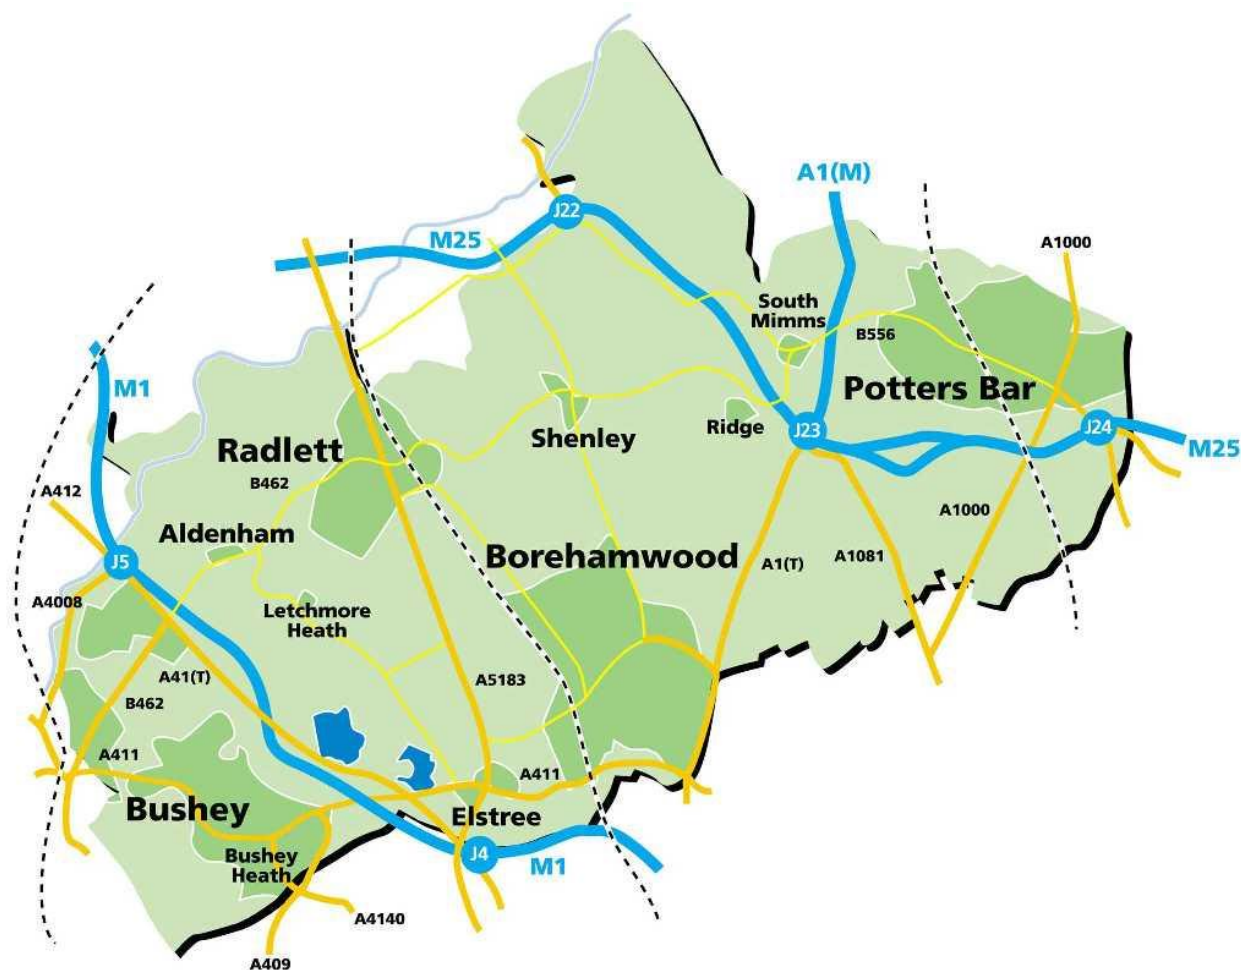 A1(M)
J22
M25
A1000
South
Mimms
B556
M1
Potters Bar
Ridge
J23
J24
M25
Shenley
Radlett
B462
A412
A1000
Aldenham
Borehamwood
J5
A1(T)
A1081
A4008
Letchmore
Heath
A41(T)
A5183
B462
A411
A411
Bushey
Elstree
J4
M1
Bushey
Heath
A4140
A409